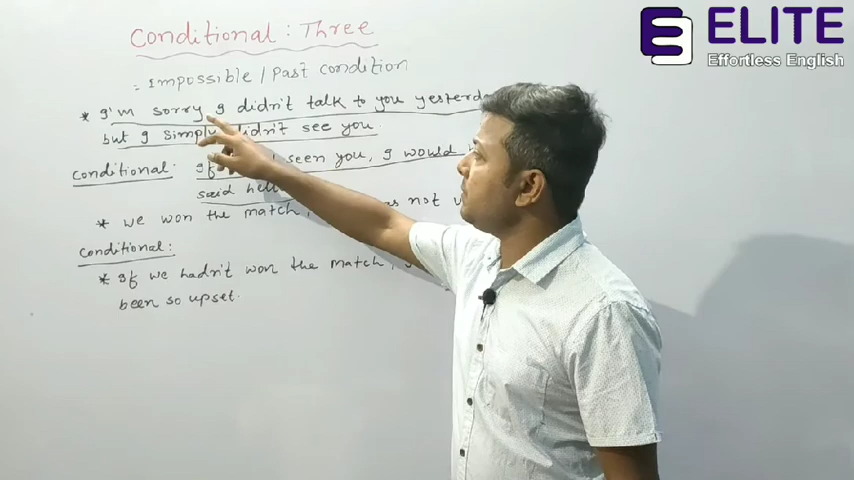 Conditional : Three
= Impossible / Past condition
* I'm sorry I didn't talk to you
but I simply didn't see you.
conditional: seen you, I would
said
* we won the match, not
conditional:
* If we hadn't won the match,
been so upset.
ELITE
Effortless English